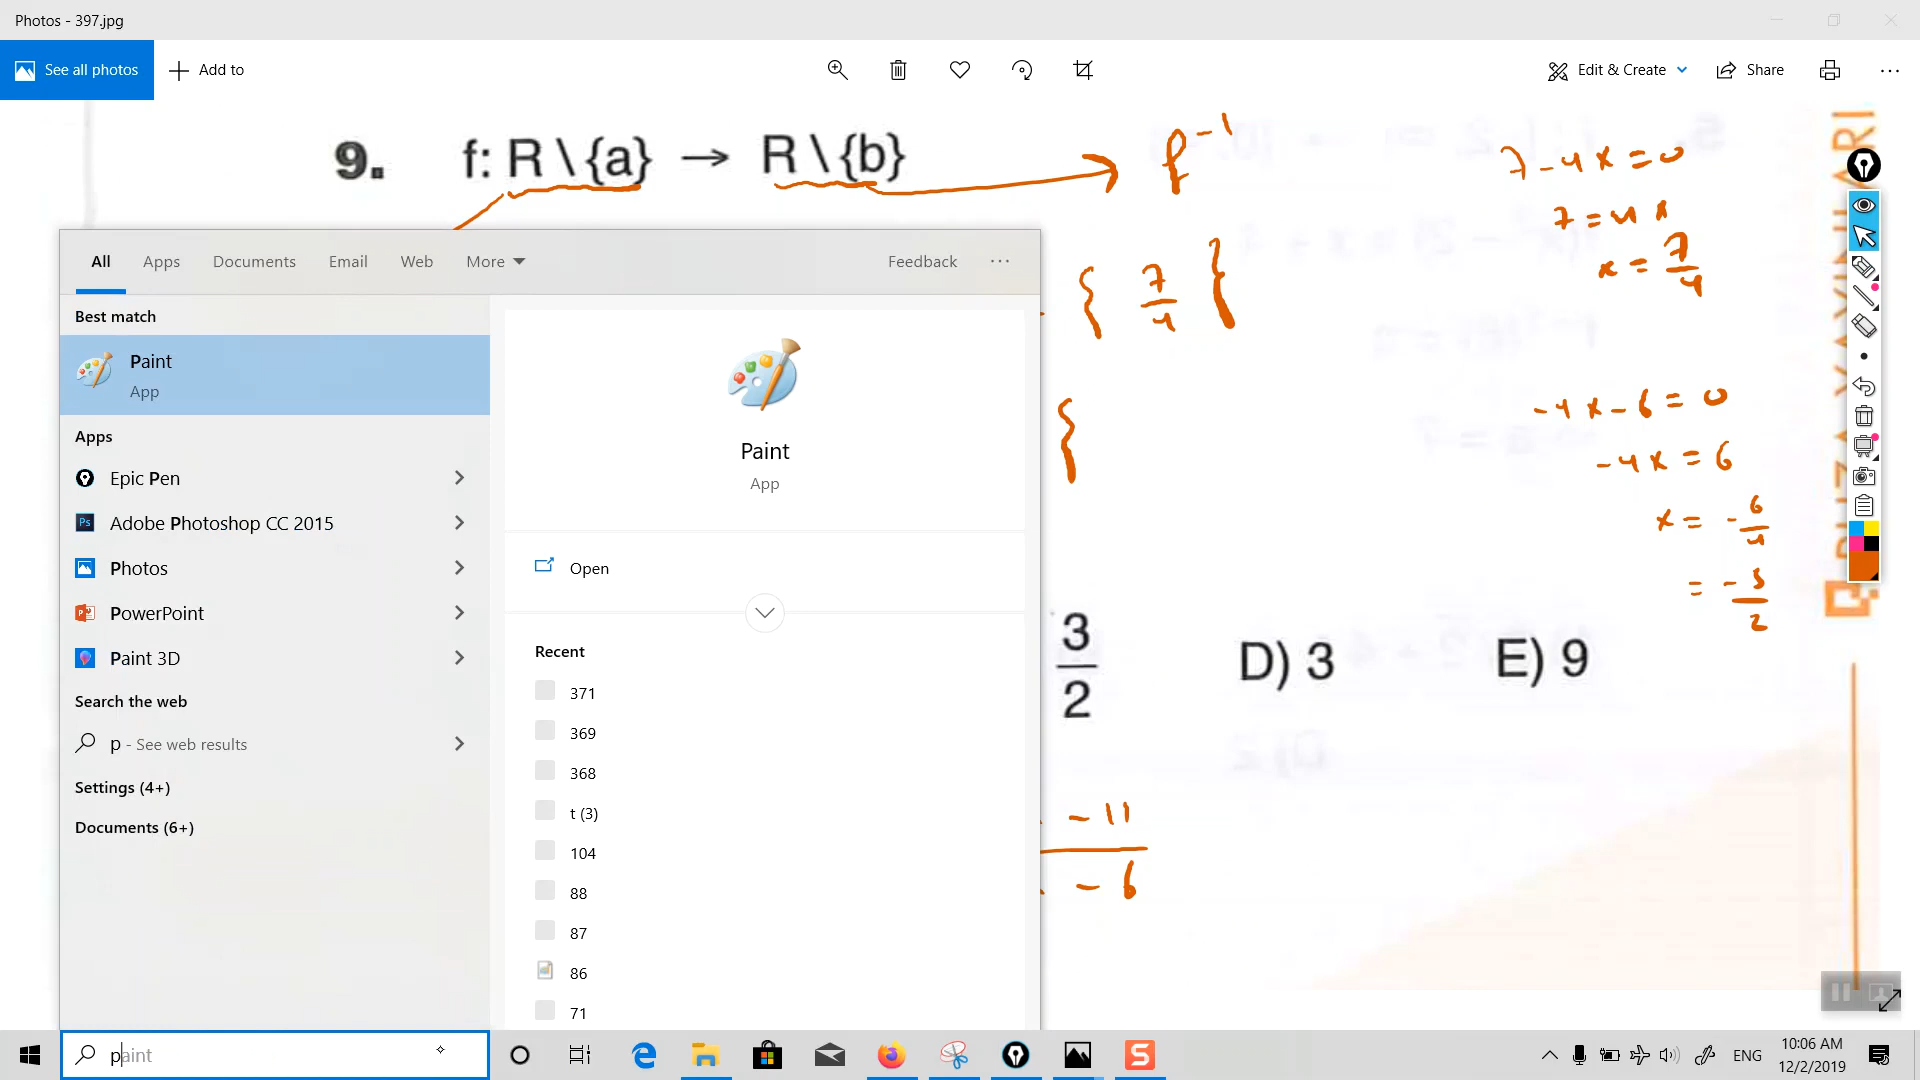 Photos - 397.jpg
See all photos
Add to
Edit & Create
Share
9. f: R \ {a} → R \ {b}
f⁻¹
7 - 4x = 0
7 = 4x
x = 7/4
{ 7/4 }
{
-4x - 6 = 0
-4x = 6
x = - 6/4
= - 3/2
3/2
D) 3
E) 9
- 11
- 6
All
Apps
Documents
Email
Web
More
Feedback
Best match
Paint
App
Apps
Epic Pen
Adobe Photoshop CC 2015
Photos
PowerPoint
Paint 3D
Search the web
p - See web results
Settings (4+)
Documents (6+)
Paint
App
Open
Recent
371
369
368
t (3)
104
88
87
86
71
paint
ENG
10:06 AM
12/2/2019